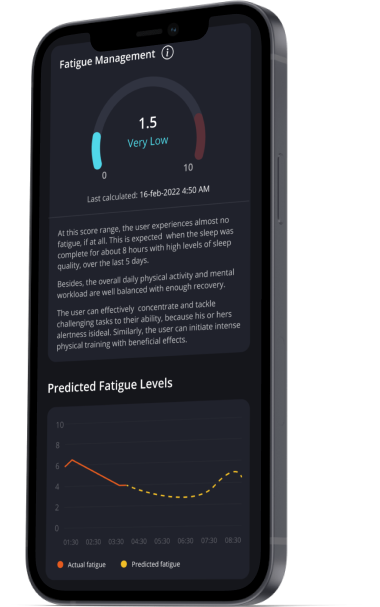 Fatigue Management i
1.5
Very Low
0 10
Last calculated: 16-feb-2022 4:50 AM
At this score range, the user experiences almost no
fatigue, if at all. This is expected when the sleep was
complete for about 8 hours with high levels of sleep
quality, over the last 5 days.
Besides, the overall daily physical activity and mental
workload are well balanced with enough recovery.
The user can effectively concentrate and tackle
challenging tasks to their ability, because his or hers
alertness isideal. Similarly, the user can initiate intense
physical training with beneficial effects.
Predicted Fatigue Levels
10
8
6
4
2
0
01:30 02:30 03:30 04:30 05:30 06:30 07:30 08:30
Actual fatigue Predicted fatigue